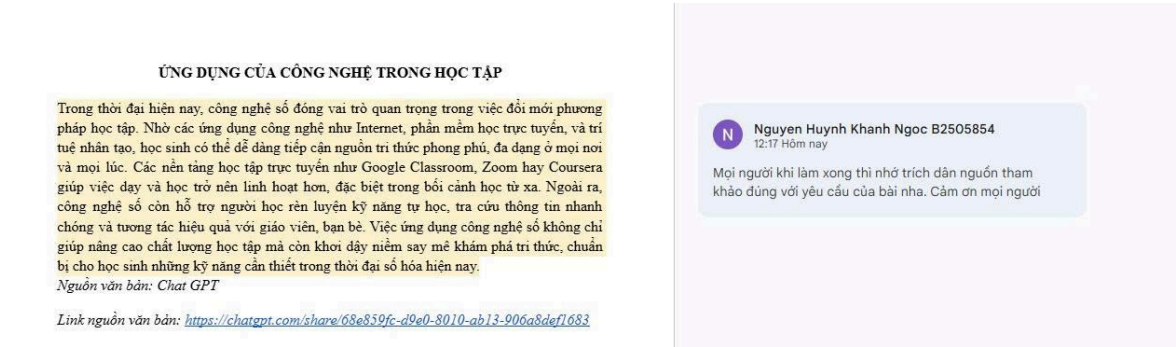 ỨNG DỤNG CỦA CÔNG NGHỆ TRONG HỌC TẬP
Trong thời đại hiện nay, công nghệ số đóng vai trò quan trọng trong việc đổi mới phương
pháp học tập. Nhờ các ứng dụng công nghệ như Internet, phần mềm học trực tuyến, và trí
tuệ nhân tạo, học sinh có thể dễ dàng tiếp cận nguồn tri thức phong phú, đa dạng ở mọi nơi
và mọi lúc. Các nền tảng học tập trực tuyến như Google Classroom, Zoom hay Coursera
giúp việc dạy và học trở nên linh hoạt hơn, đặc biệt trong bối cảnh học từ xa. Ngoài ra,
công nghệ số còn hỗ trợ người học rèn luyện kỹ năng tự học, tra cứu thông tin nhanh
chóng và tương tác hiệu quả với giáo viên, bạn bè. Việc ứng dụng công nghệ số không chỉ
giúp nâng cao chất lượng học tập mà còn khơi dậy niềm say mê khám phá tri thức, chuẩn
bị cho học sinh những kỹ năng cần thiết trong thời đại số hóa hiện nay.
Nguồn văn bản: Chat GPT
Link nguồn văn bản: https://chatgpt.com/share/68e859fc-d9e0-8010-ab13-906a8def1683
N
Nguyen Huynh Khanh Ngoc B2505854
12:17 Hôm nay
Mọi người khi làm xong thì nhớ trích dẫn nguồn tham
khảo đúng với yêu cầu của bài nha. Cảm ơn mọi người